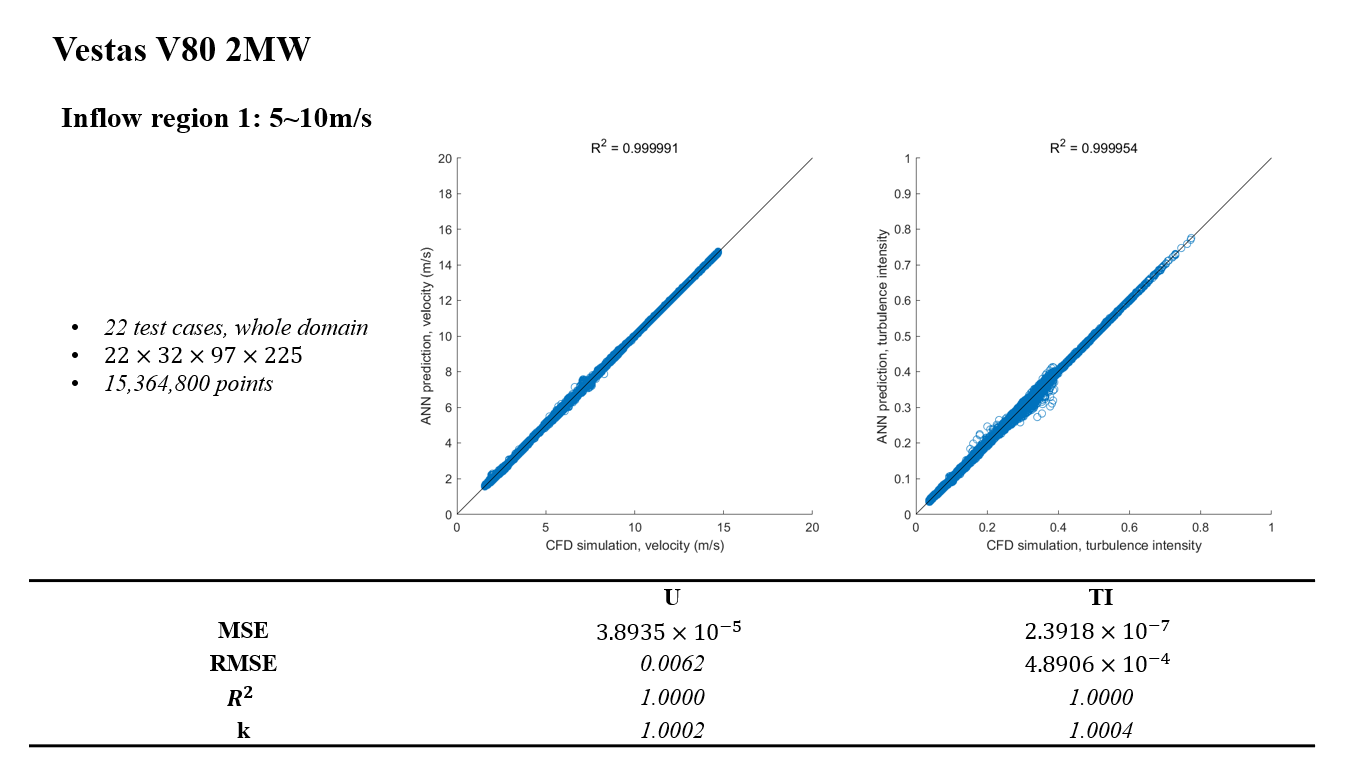 Vestas V80 2MW
Inflow region 1: 5~10m/s
• 22 test cases, whole domain
• 22 × 32 × 97 × 225
• 15,364,800 points
R² = 0.999991
20
18
16
14
12
10
8
6
4
2
0
ANN prediction, velocity (m/s)
0 5 10 15 20
CFD simulation, velocity (m/s)
R² = 0.999954
1
0.9
0.8
0.7
0.6
0.5
0.4
0.3
0.2
0.1
0
ANN prediction, turbulence intensity
0 0.2 0.4 0.6 0.8 1
CFD simulation, turbulence intensity
U TI
MSE 3.8935 × 10⁻⁵ 2.3918 × 10⁻⁷
RMSE 0.0062 4.8906 × 10⁻⁴
R² 1.0000 1.0000
k 1.0002 1.0004